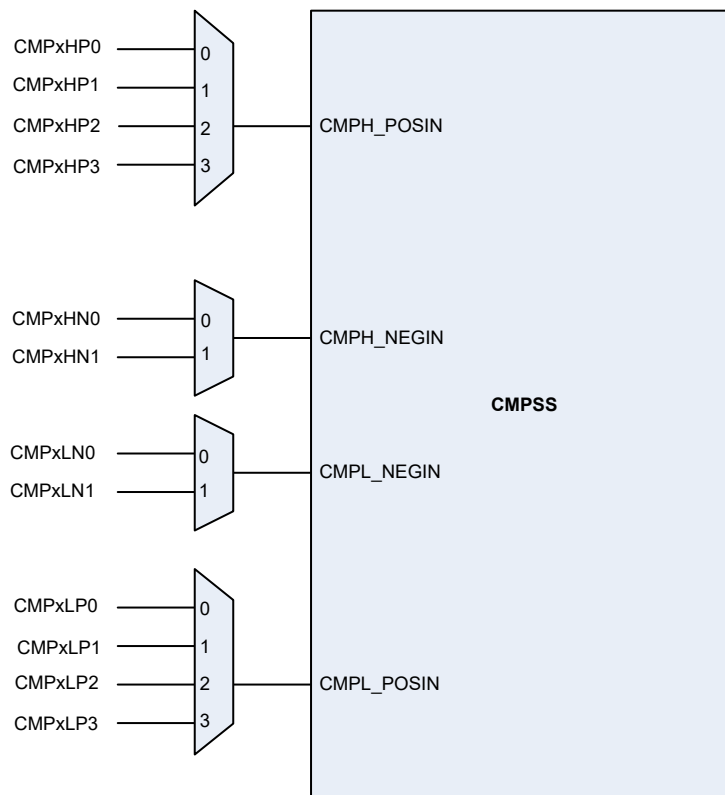 CMPxHP0
0
CMPxHP1
1
CMPxHP2
2
CMPH_POSIN
CMPxHP3
3
CMPxHN0
0
CMPH_NEGIN
CMPxHN1
1
CMPSS
CMPxLN0
0
CMPL_NEGIN
CMPxLN1
1
CMPxLP0
0
CMPxLP1
1
CMPxLP2
2
CMPL_POSIN
CMPxLP3
3